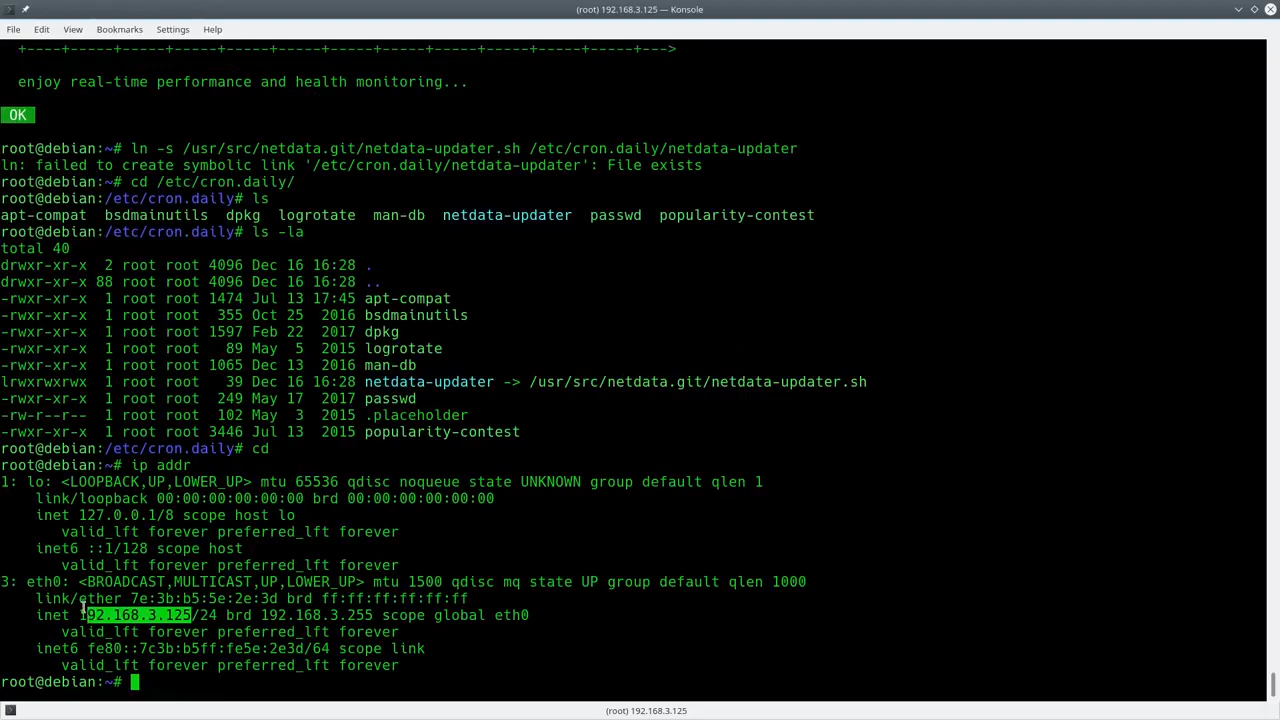 (root) 192.168.3.125 — Konsole
File Edit View Bookmarks Settings Help
+----+-----+-----+-----+-----+-----+-----+-----+-----+-----+-----+-----+--->
enjoy real-time performance and health monitoring...
OK
root@debian:~# ln -s /usr/src/netdata.git/netdata-updater.sh /etc/cron.daily/netdata-updater
ln: failed to create symbolic link '/etc/cron.daily/netdata-updater': File exists
root@debian:~# cd /etc/cron.daily/
root@debian:/etc/cron.daily# ls
apt-compat bsdmainutils dpkg logrotate man-db netdata-updater passwd popularity-contest
root@debian:/etc/cron.daily# ls -la
total 40
drwxr-xr-x 2 root root 4096 Dec 16 16:28 .
drwxr-xr-x 88 root root 4096 Dec 16 16:28 ..
-rwxr-xr-x 1 root root 1474 Jul 13 17:45 apt-compat
-rwxr-xr-x 1 root root 355 Oct 25 2016 bsdmainutils
-rwxr-xr-x 1 root root 1597 Feb 22 2017 dpkg
-rwxr-xr-x 1 root root 89 May 5 2015 logrotate
-rwxr-xr-x 1 root root 1065 Dec 13 2016 man-db
lrwxrwxrwx 1 root root 39 Dec 16 16:28 netdata-updater -> /usr/src/netdata.git/netdata-updater.sh
-rwxr-xr-x 1 root root 249 May 17 2017 passwd
-rw-r--r-- 1 root root 102 May 3 2015 .placeholder
-rwxr-xr-x 1 root root 3446 Jul 13 2015 popularity-contest
root@debian:/etc/cron.daily# cd
root@debian:~# ip addr
1: lo: <LOOPBACK,UP,LOWER_UP> mtu 65536 qdisc noqueue state UNKNOWN group default qlen 1
link/loopback 00:00:00:00:00:00 brd 00:00:00:00:00:00
inet 127.0.0.1/8 scope host lo
valid_lft forever preferred_lft forever
inet6 ::1/128 scope host
valid_lft forever preferred_lft forever
3: eth0: <BROADCAST,MULTICAST,UP,LOWER_UP> mtu 1500 qdisc mq state UP group default qlen 1000
link/ether 7e:3b:b5:5e:2e:3d brd ff:ff:ff:ff:ff:ff
inet 192.168.3.125/24 brd 192.168.3.255 scope global eth0
valid_lft forever preferred_lft forever
inet6 fe80::7c3b:b5ff:fe5e:2e3d/64 scope link
valid_lft forever preferred_lft forever
root@debian:~#
(root) 192.168.3.125